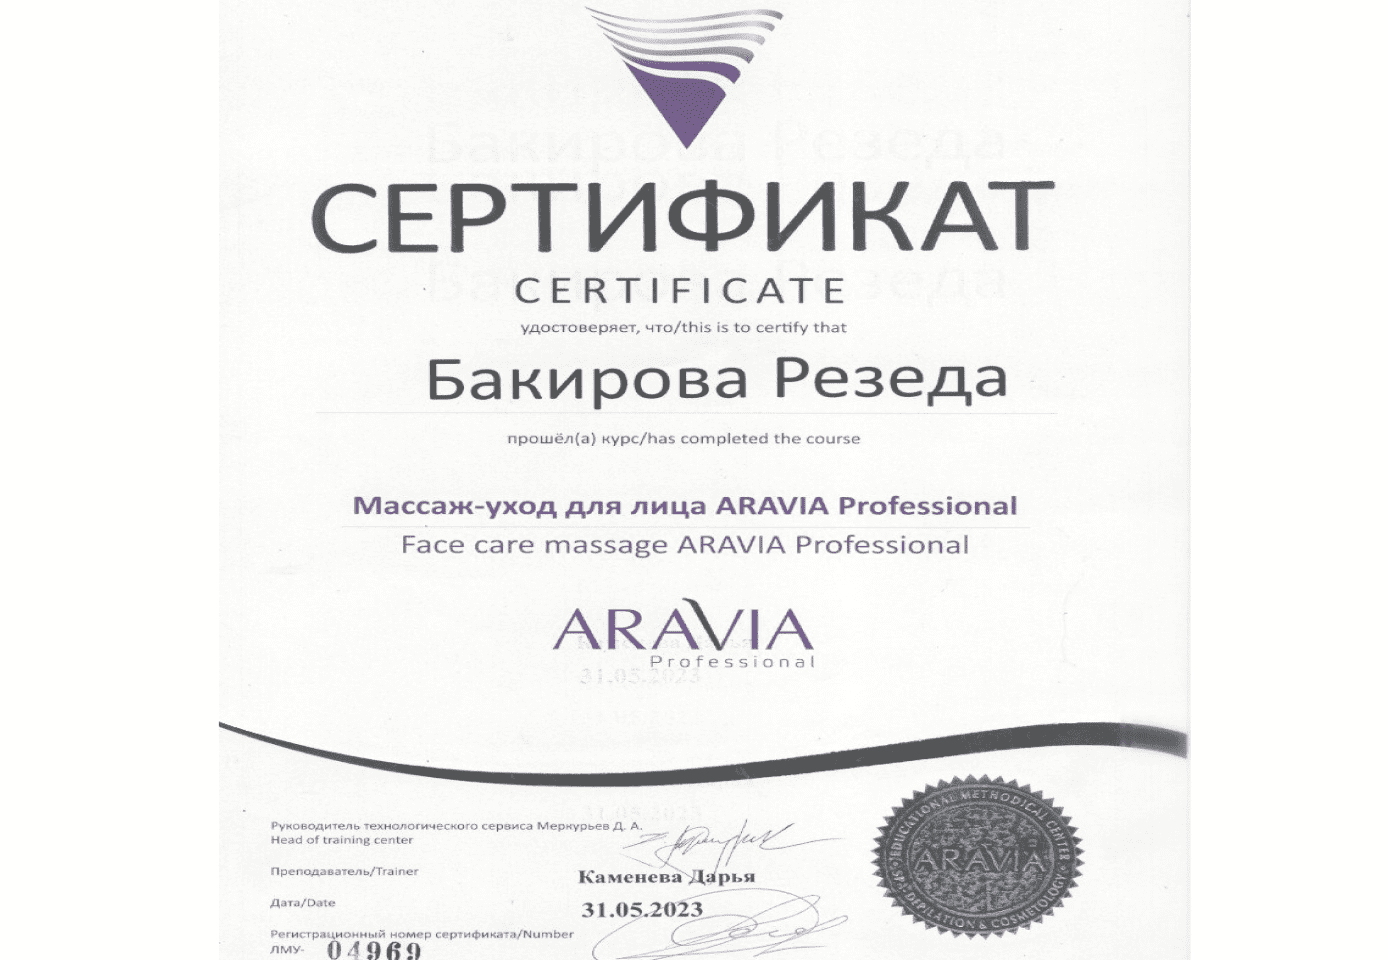 СЕРТИФИКАТ
CERTIFICATE
удостоверяет, что/this is to certify that
Бакирова Резеда
прошёл(а) курс/has completed the course
Массаж-уход для лица ARAVIA Professional
Face care massage ARAVIA Professional
ARAVIA
Professional
Руководитель технологического сервиса Меркурьев Д. А.
Head of training center
Преподаватель/Trainer
Каменева Дарья
Дата/Date
31.05.2023
Регистрационный номер сертификата/Number
ЛМУ- 04969
EDUCATIONAL METHODICAL CENTER
ARAVIA
DEPILATION & COSMETOLOGY